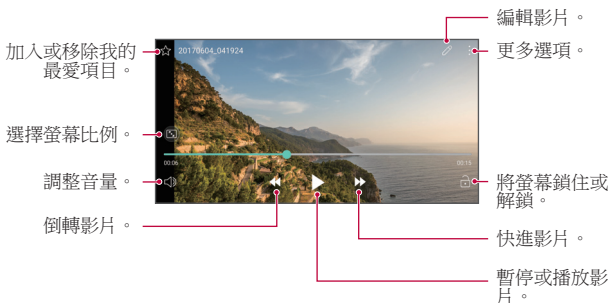 編輯影片。
加入或移除我的
最愛項目。
20170604_041924
更多選項。
選擇螢幕比例。
00:06
00:15
調整音量。
將螢幕鎖住或
解鎖。
倒轉影片。
快進影片。
暫停或播放影
片。